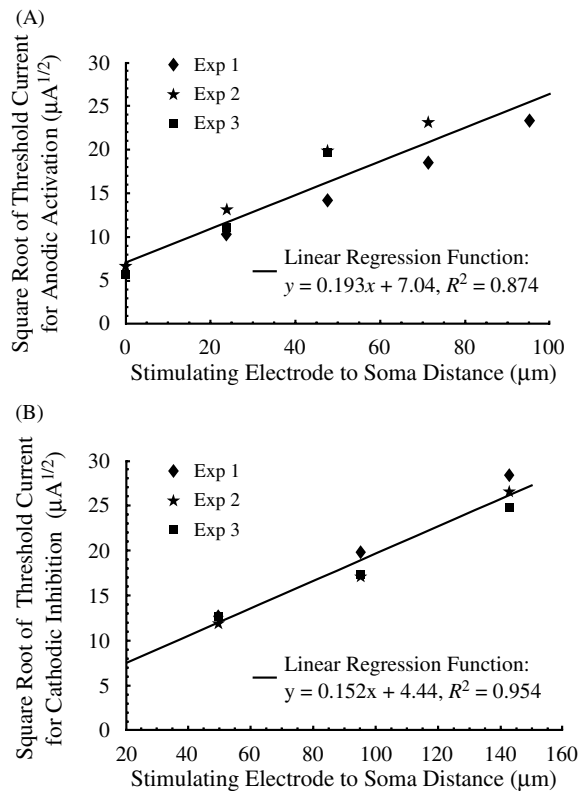 (A)
Square Root of Threshold Current
for Anodic Activation (μA1/2)
30
25
20
15
10
5
0
Exp 1
Exp 2
Exp 3
Linear Regression Function:
y = 0.193x + 7.04, R2 = 0.874
0 20 40 60 80 100
Stimulating Electrode to Soma Distance (μm)
(B)
Square Root of Threshold Current
for Cathodic Inhibition (μA1/2)
30
25
20
15
10
5
0
Exp 1
Exp 2
Exp 3
Linear Regression Function:
y = 0.152x + 4.44, R2 = 0.954
20 40 60 80 100 120 140 160
Stimulating Electrode to Soma Distance (μm)